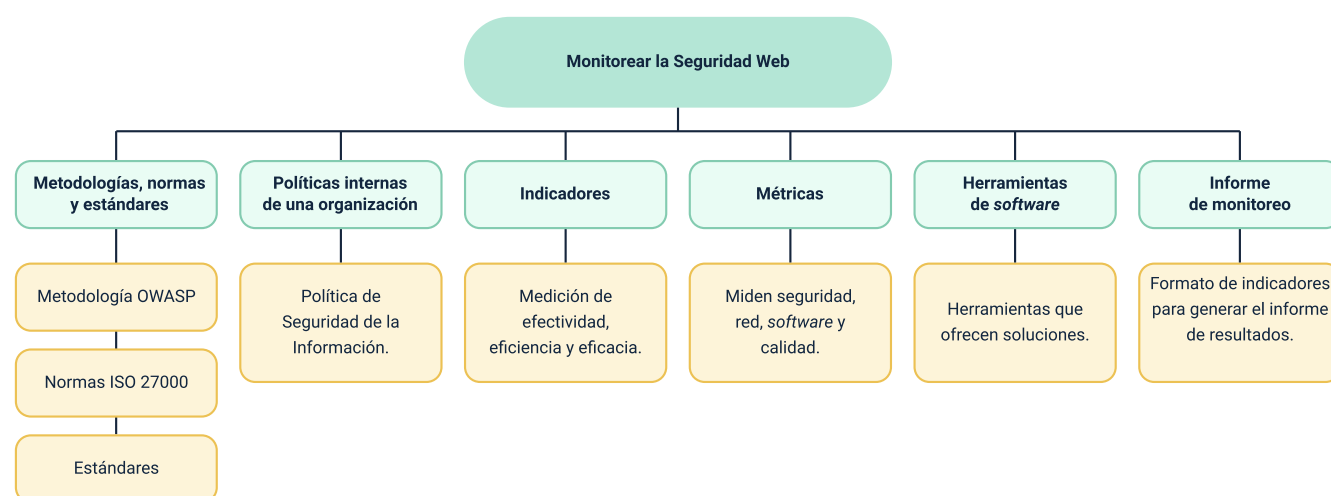 Monitorear la Seguridad Web
Metodologías, normas
y estándares
Políticas internas
de una organización
Indicadores
Métricas
Herramientas
de software
Informe
de monitoreo
Metodología OWASP
Normas ISO 27000
Estándares
Política de
Seguridad de la
Información.
Medición de
efectividad,
eficiencia y eficacia.
Miden seguridad,
red, software y
calidad.
Herramientas que
ofrecen soluciones.
Formato de indicadores
para generar el informe
de resultados.